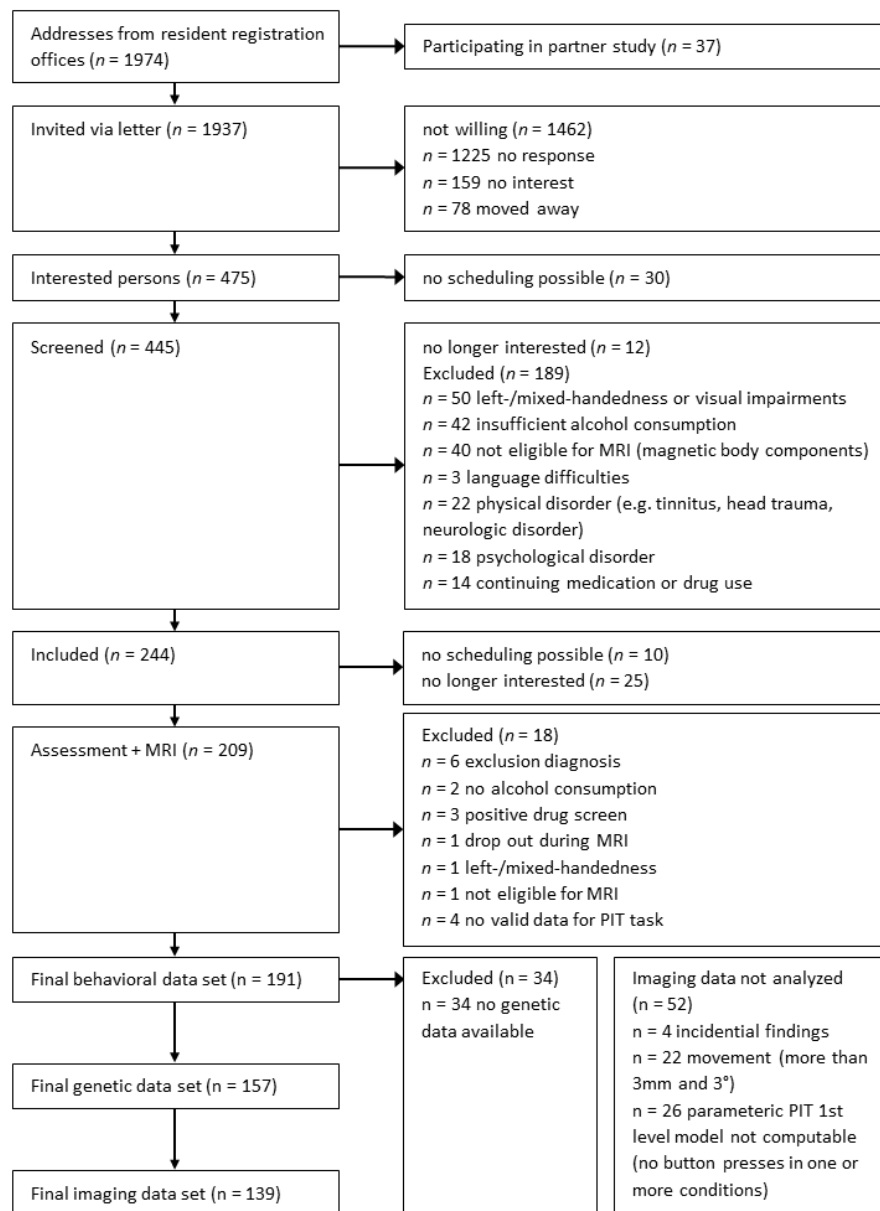 Addresses from resident registration
offices (n = 1974)
Participating in partner study (n = 37)
Invited via letter (n = 1937)
not willing (n = 1462)
n = 1225 no response
n = 159 no interest
n = 78 moved away
Interested persons (n = 475)
no scheduling possible (n = 30)
Screened (n = 445)
no longer interested (n = 12)
Excluded (n = 189)
n = 50 left-/mixed-handedness or visual impairments
n = 42 insufficient alcohol consumption
n = 40 not eligible for MRI (magnetic body components)
n = 3 language difficulties
n = 22 physical disorder (e.g. tinnitus, head trauma,
neurologic disorder)
n = 18 psychological disorder
n = 14 continuing medication or drug use
Included (n = 244)
no scheduling possible (n = 10)
no longer interested (n = 25)
Assessment + MRI (n = 209)
Excluded (n = 18)
n = 6 exclusion diagnosis
n = 2 no alcohol consumption
n = 3 positive drug screen
n = 1 drop out during MRI
n = 1 left-/mixed-handedness
n = 1 not eligible for MRI
n = 4 no valid data for PIT task
Final behavioral data set (n = 191)
Excluded (n = 34)
n = 34 no genetic
data available
Imaging data not analyzed
(n = 52)
n = 4 incidential findings
n = 22 movement (more than
3mm and 3°)
n = 26 parameteric PIT 1st
level model not computable
(no button presses in one or
more conditions)
Final genetic data set (n = 157)
Final imaging data set (n = 139)